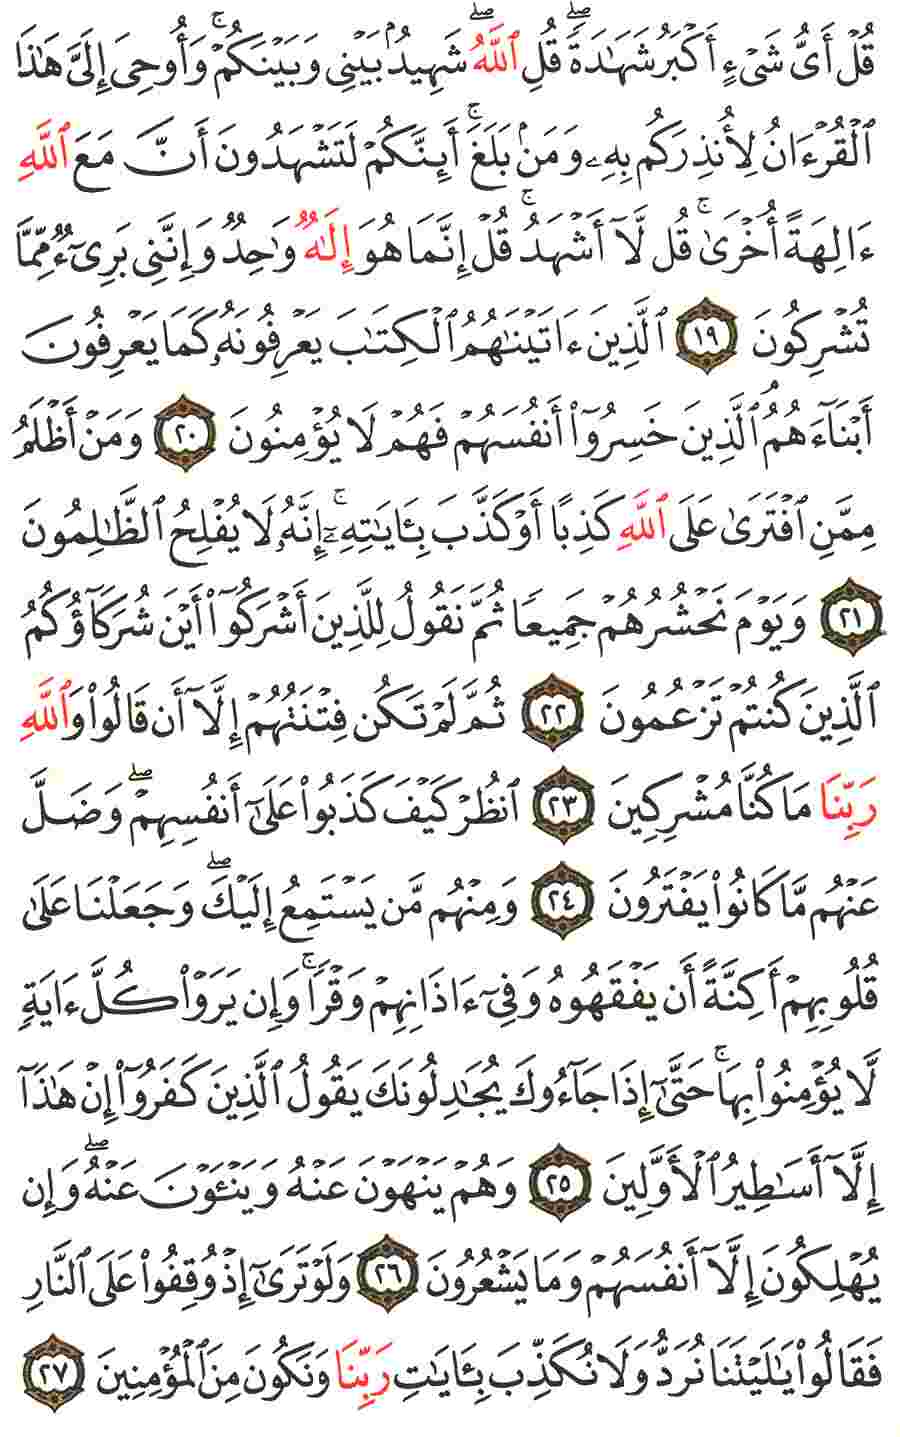 قُلْ أَىُّ شَىْءٍ أَكْبَرُ شَهَـٰدَةً ۖ قُلِ ٱللَّهُ ۖ شَهِيدٌۢ بَيْنِى وَبَيْنَكُمْ ۚ وَأُوحِىَ إِلَىَّ هَـٰذَا
ٱلْقُرْءَانُ لِأُنذِرَكُم بِهِۦ وَمَنۢ بَلَغَ ۚ أَئِنَّكُمْ لَتَشْهَدُونَ أَنَّ مَعَ ٱللَّهِ
ءَالِهَةً أُخْرَىٰ ۚ قُل لَّآ أَشْهَدُ ۚ قُلْ إِنَّمَا هُوَ إِلَـٰهٌ وَٰحِدٌ وَإِنَّنِى بَرِىٓءٌ مِّمَّا
تُشْرِكُونَ ١٩ ٱلَّذِينَ ءَاتَيْنَـٰهُمُ ٱلْكِتَـٰبَ يَعْرِفُونَهُۥ كَمَا يَعْرِفُونَ
أَبْنَآءَهُمُ ٱلَّذِينَ خَسِرُوٓا۟ أَنفُسَهُمْ فَهُمْ لَا يُؤْمِنُونَ ٢٠ وَمَنْ أَظْلَمُ
مِمَّنِ ٱفْتَرَىٰ عَلَى ٱللَّهِ كَذِبًا أَوْ كَذَّبَ بِـَٔايَـٰتِهِۦٓ ۚ إِنَّهُۥ لَا يُفْلِحُ ٱلظَّـٰلِمُونَ
٢١ وَيَوْمَ نَحْشُرُهُمْ جَمِيعًا ثُمَّ نَقُولُ لِلَّذِينَ أَشْرَكُوٓا۟ أَيْنَ شُرَكَآؤُكُمُ
ٱلَّذِينَ كُنتُمْ تَزْعُمُونَ ٢٢ ثُمَّ لَمْ تَكُن فِتْنَتُهُمْ إِلَّآ أَن قَالُوا۟ وَٱللَّهِ
رَبِّنَا مَا كُنَّا مُشْرِكِينَ ٢٣ ٱنظُرْ كَيْفَ كَذَبُوا۟ عَلَىٰٓ أَنفُسِهِمْ ۖ وَضَلَّ
عَنْهُم مَّا كَانُوا۟ يَفْتَرُونَ ٢٤ وَمِنْهُم مَّن يَسْتَمِعُ إِلَيْكَ ۖ وَجَعَلْنَا عَلَىٰ
قُلُوبِهِمْ أَكِنَّةً أَن يَفْقَهُوهُ وَفِىٓ ءَاذَانِهِمْ وَقْرًا ۚ وَإِن يَرَوْا۟ كُلَّ ءَايَةٍ
لَّا يُؤْمِنُوا۟ بِهَا ۚ حَتَّىٰٓ إِذَا جَآءُوكَ يُجَـٰدِلُونَكَ يَقُولُ ٱلَّذِينَ كَفَرُوٓا۟ إِنْ هَـٰذَآ
إِلَّآ أَسَـٰطِيرُ ٱلْأَوَّلِينَ ٢٥ وَهُمْ يَنْهَوْنَ عَنْهُ وَيَنْـَٔوْنَ عَنْهُ ۖ وَإِن
يُهْلِكُونَ إِلَّآ أَنفُسَهُمْ وَمَا يَشْعُرُونَ ٢٦ وَلَوْ تَرَىٰٓ إِذْ وُقِفُوا۟ عَلَى ٱلنَّارِ
فَقَالُوا۟ يَـٰلَيْتَنَا نُرَدُّ وَلَا نُكَذِّبَ بِـَٔايَـٰتِ رَبِّنَا وَنَكُونَ مِنَ ٱلْمُؤْمِنِينَ ٢٧